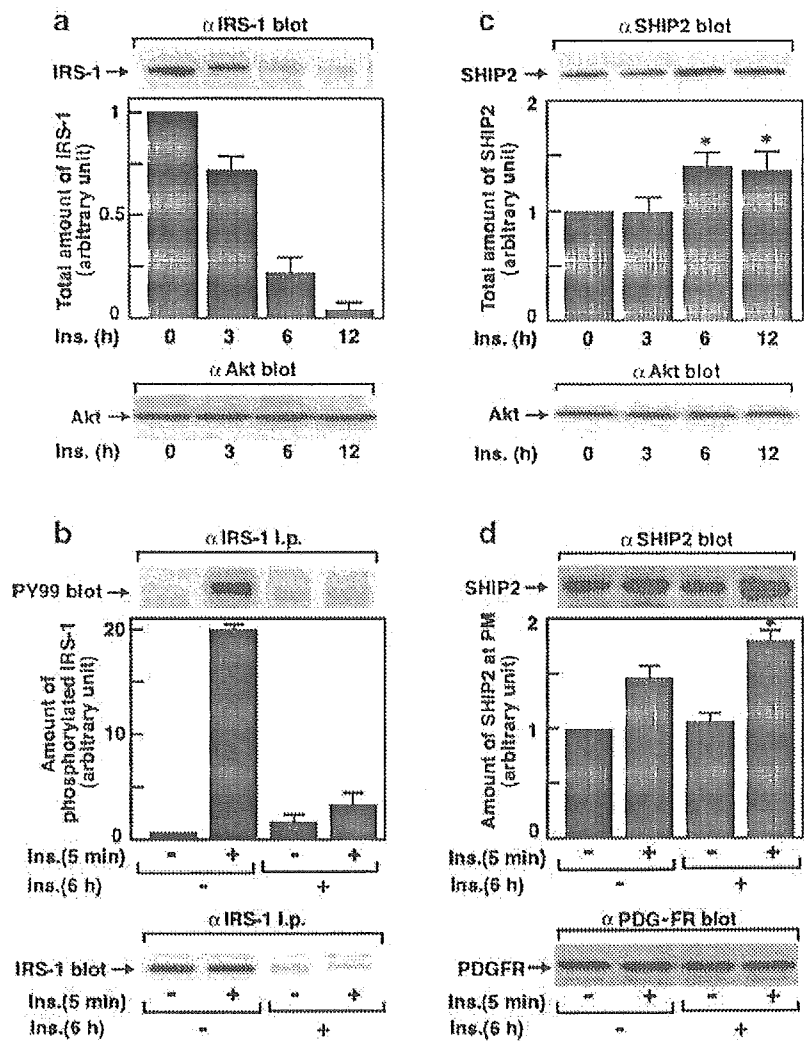 a
α IRS-1 blot
IRS-1
Total amount of IRS-1
(arbitrary unit)
1
0.5
0
Ins. (h) 0 3 6 12
α Akt blot
Akt
Ins. (h) 0 3 6 12
c
α SHIP2 blot
SHIP2
Total amount of SHIP2
(arbitrary unit)
2
1
0
* *
Ins. (h) 0 3 6 12
α Akt blot
Akt
Ins. (h) 0 3 6 12
b
α IRS-1 I.p.
PY99 blot
Amount of
phosphorylated IRS-1
(arbitrary unit)
20
10
0
Ins.(5 min) - + - +
Ins.(6 h) - +
α IRS-1 I.p.
IRS-1 blot
Ins.(5 min) - + - +
Ins.(6 h) - +
d
α SHIP2 blot
SHIP2
Amount of SHIP2 at PM
(arbitrary unit)
2
1
0
*
Ins.(5 min) - + - +
Ins.(6 h) - +
α PDG-FR blot
PDGFR
Ins.(5 min) - + - +
Ins.(6 h) - +